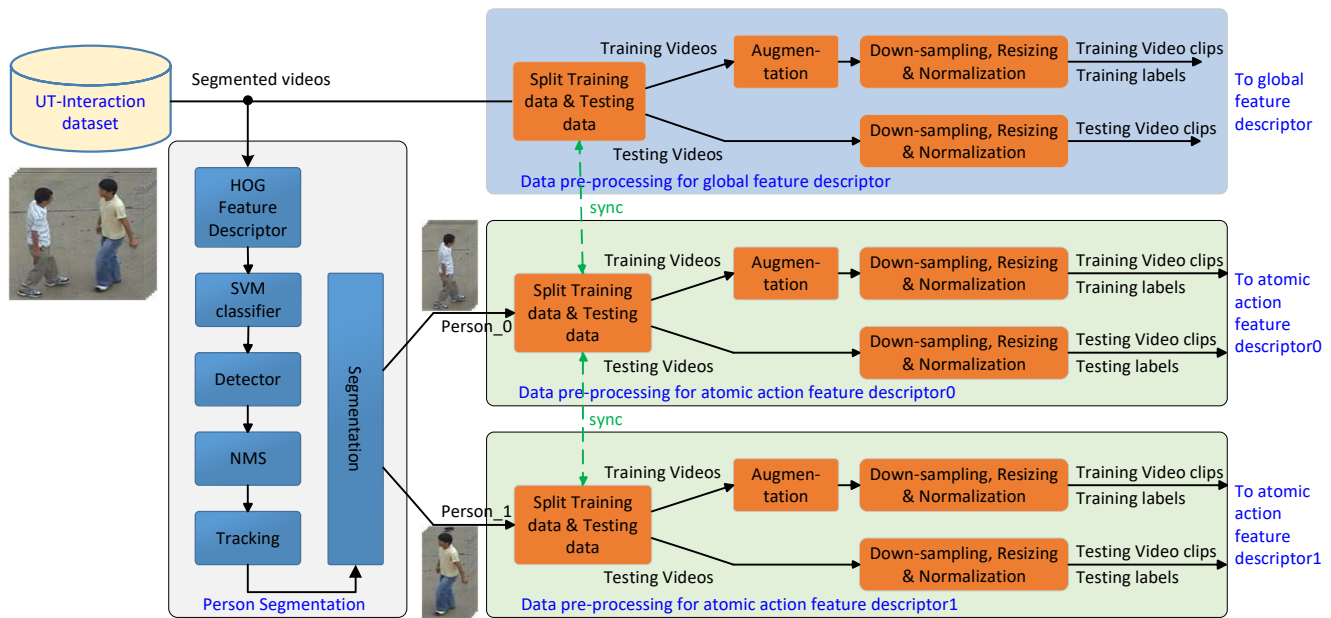 Segmented videos
UT-Interaction
dataset
HOG
Feature
Descriptor
SVM
classifier
Detector
NMS
Tracking
Segmentation
Person Segmentation
Person_0
Person_1
Split Training
data & Testing
data
Training Videos
Testing Videos
Augmen-
tation
Down-sampling, Resizing
& Normalization
Training Video clips
Training labels
Down-sampling, Resizing
& Normalization
Testing Video clips
Data pre-processing for global feature descriptor
To global
feature
descriptor
sync
Split Training
data & Testing
data
Training Videos
Testing Videos
Augmen-
tation
Down-sampling, Resizing
& Normalization
Training Video clips
Training labels
Down-sampling, Resizing
& Normalization
Testing Video clips
Testing labels
Data pre-processing for atomic action feature descriptor0
To atomic
action
feature
descriptor0
sync
Split Training
data & Testing
data
Training Videos
Testing Videos
Augmen-
tation
Down-sampling, Resizing
& Normalization
Training Video clips
Training labels
Down-sampling, Resizing
& Normalization
Testing Video clips
Testing labels
Data pre-processing for atomic action feature descriptor1
To atomic
action
feature
descriptor1